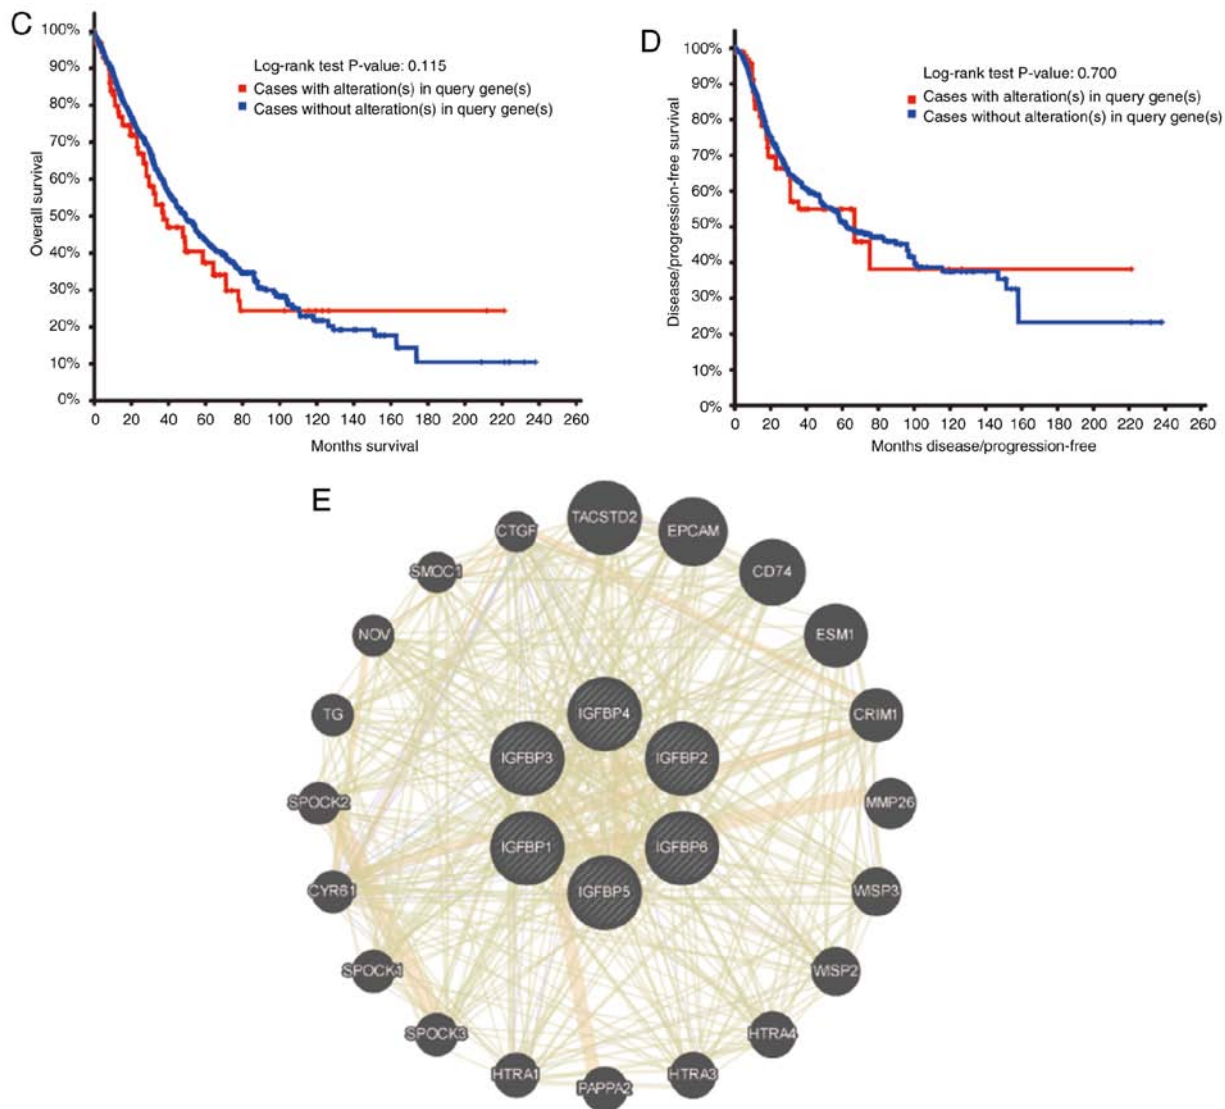 C
100%
90%
80%
70%
60%
50%
40%
30%
20%
10%
0%
Overall survival
Log-rank test P-value: 0.115
Cases with alteration(s) in query gene(s)
Cases without alteration(s) in query gene(s)
0 20 40 60 80 100 120 140 160 180 200 220 240 260
Months survival
D
100%
90%
80%
70%
60%
50%
40%
30%
20%
10%
0%
Disease/progression-free survival
Log-rank test P-value: 0.700
Cases with alteration(s) in query gene(s)
Cases without alteration(s) in query gene(s)
0 20 40 60 80 100 120 140 160 180 200 220 240 260
Months disease/progression-free
E
TACSTD2
CTGF
EPCAM
SMOC1
CD74
NOV
ESM1
TG
IGFBP4
CRIM1
IGFBP3
IGFBP2
SPOCK2
MMP26
IGFBP1
IGFBP6
CYR61
IGFBP5
WISP3
SPOCK1
WISP2
SPOCK3
HTRA4
HTRA1
PAPPA2
HTRA3